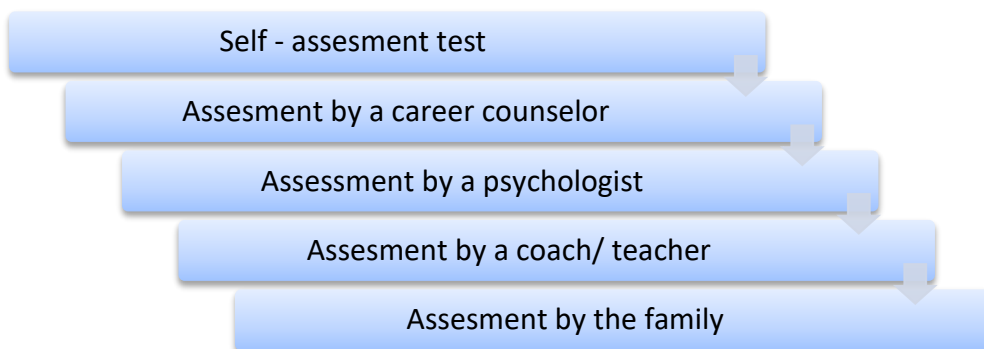 Self - assesment test
Assesment by a career counselor
Assessment by a psychologist
Assesment by a coach/ teacher
Assesment by the family